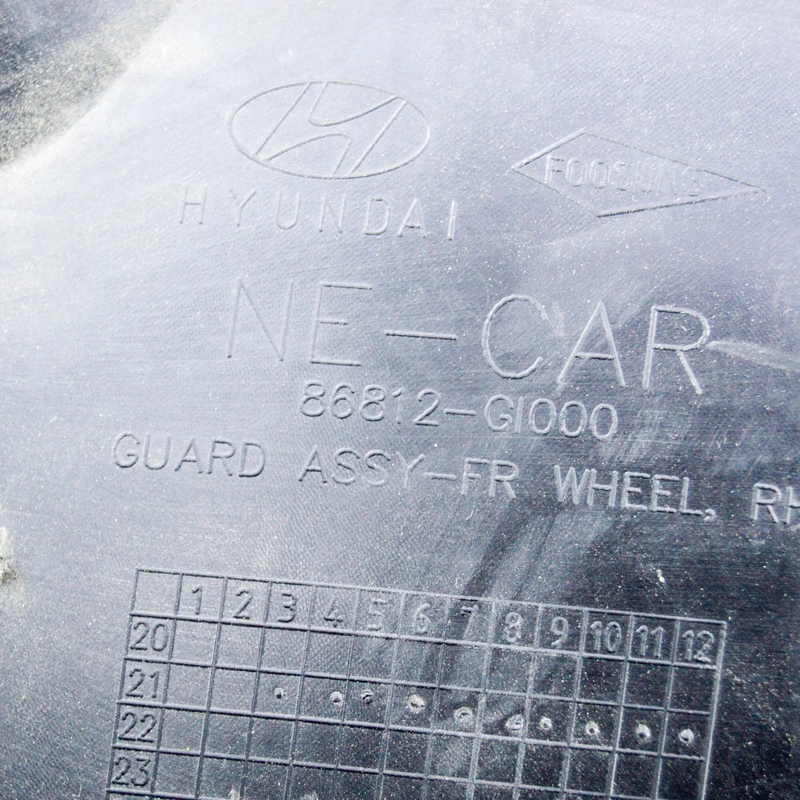 HYUNDAI
FOOSUNG
NE-CAR
86812-GI000
GUARD ASSY-FR WHEEL, RH
1 2 3 4 5 6 7 8 9 10 11 12
20
21
22
23